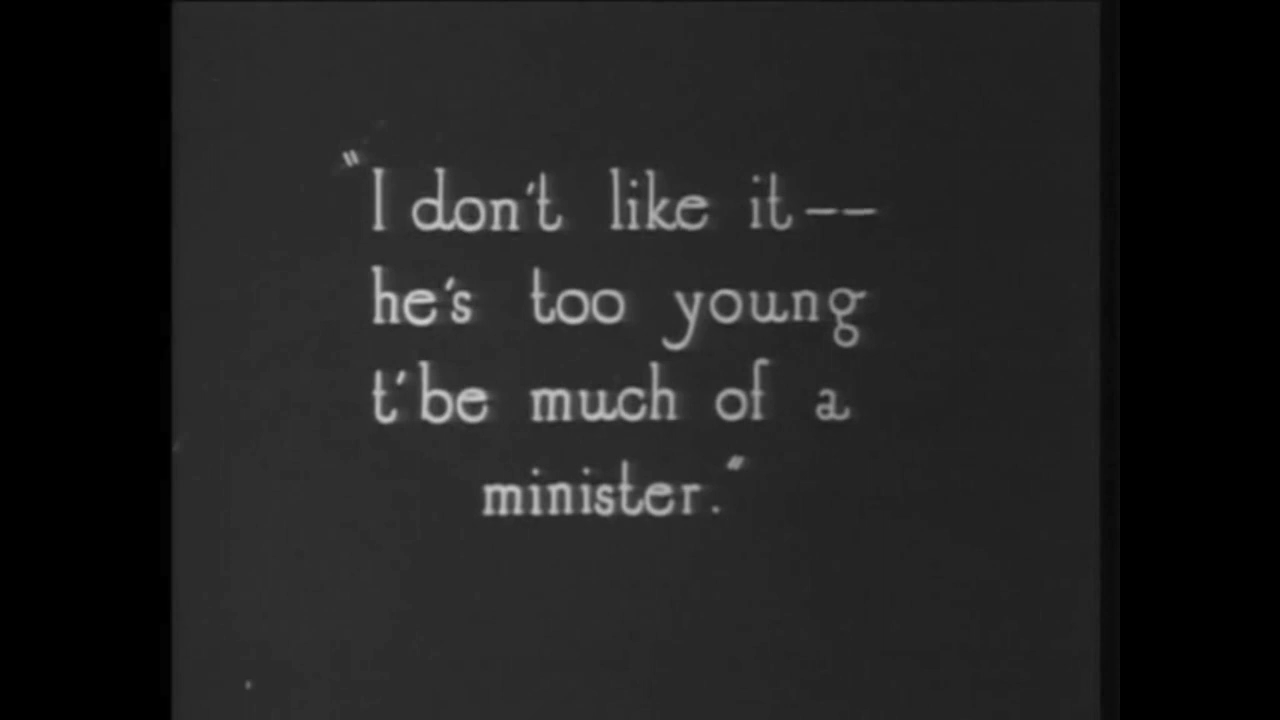 "I don't like it--
he's too young
t'be much of a
minister."